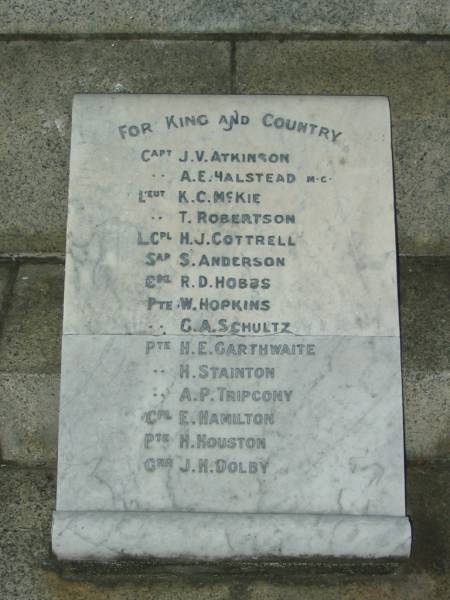 FOR KING AND COUNTRY
CAPT J.V. ATKINSON
" A.E. HALSTEAD M.C.
LIEUT K.C. MCKIE
" T. ROBERTSON
L.CPL H.J. COTTRELL
SAP S. ANDERSON
CPL R.D. HOBBS
PTE W. HOPKINS
" G.A. SCHULTZ
PTE H.E. GARTHWAITE
" H. STAINTON
" A.P. TRIPCONY
CPL E. HAMILTON
PTE H. HOUSTON
GNR J.H. DOLBY